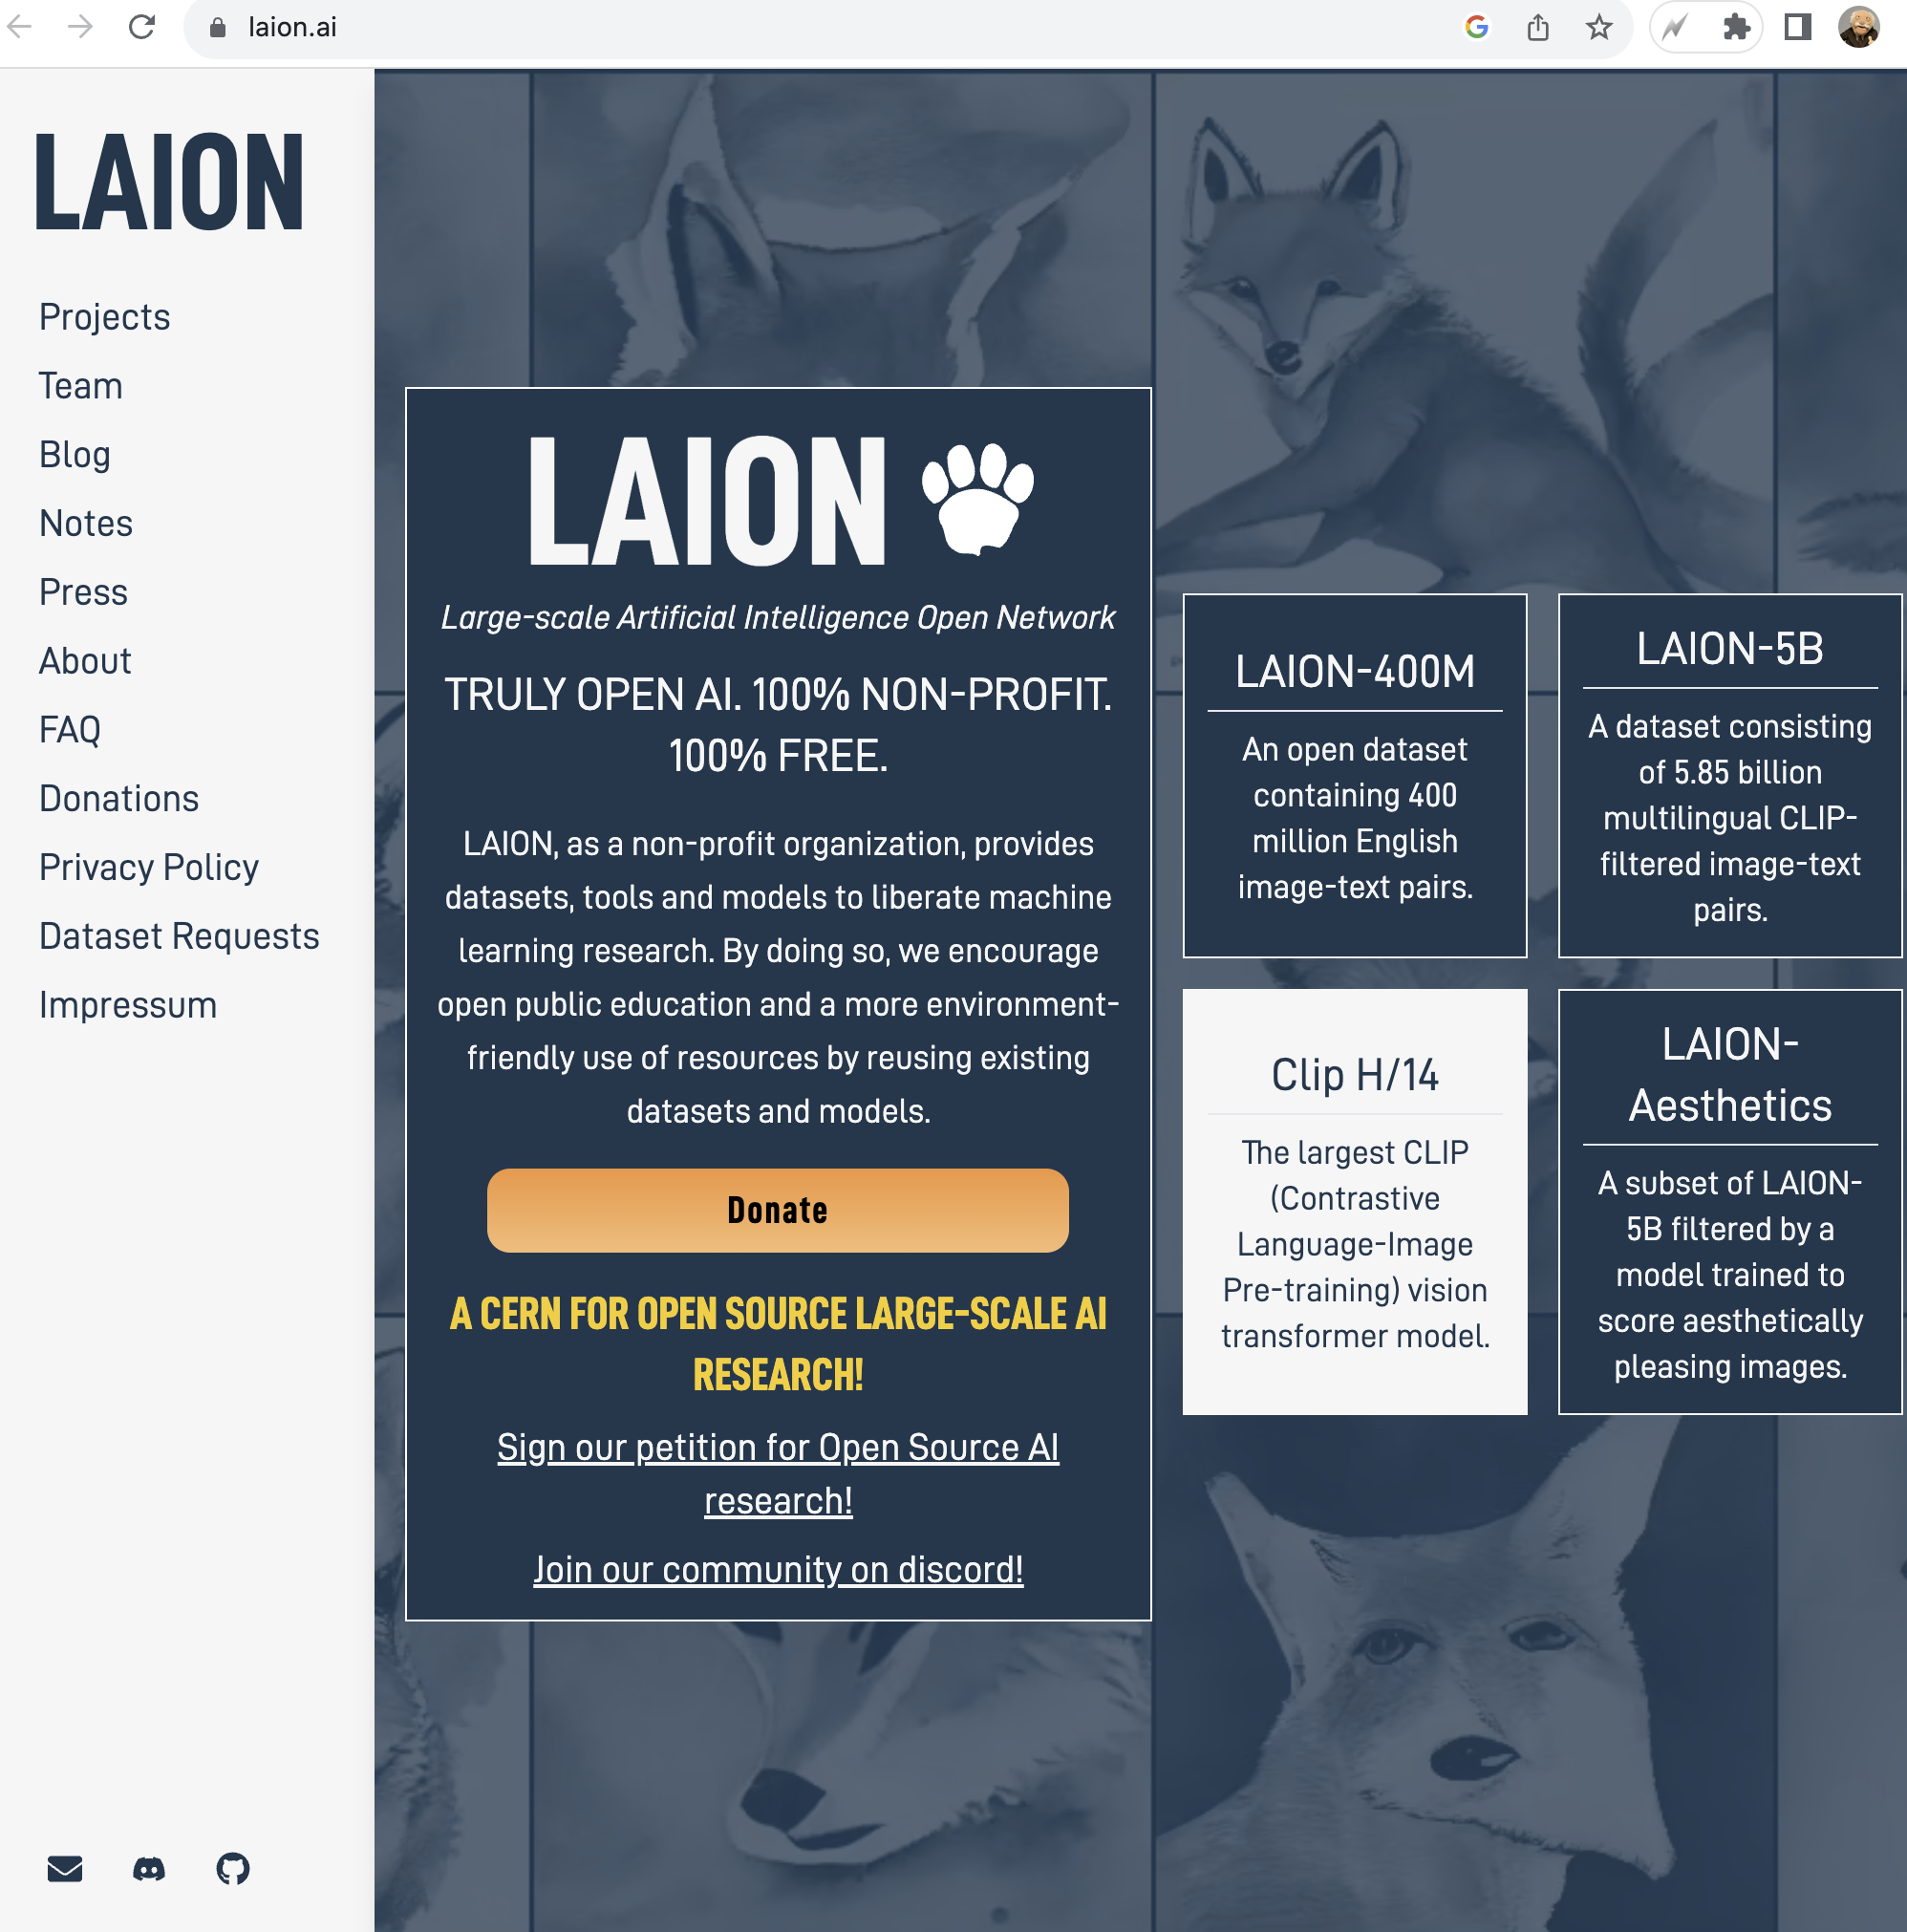 laion.ai
LAION
Projects
Team
Blog
Notes
Press
About
FAQ
Donations
Privacy Policy
Dataset Requests
Impressum
LAION
Large-scale Artificial Intelligence Open Network
TRULY OPEN AI. 100% NON-PROFIT.
100% FREE.
LAION, as a non-profit organization, provides
datasets, tools and models to liberate machine
learning research. By doing so, we encourage
open public education and a more environment-
friendly use of resources by reusing existing
datasets and models.
Donate
A CERN FOR OPEN SOURCE LARGE-SCALE AI
RESEARCH!
Sign our petition for Open Source AI
research!
Join our community on discord!
LAION-400M
An open dataset
containing 400
million English
image-text pairs.
LAION-5B
A dataset consisting
of 5.85 billion
multilingual CLIP-
filtered image-text
pairs.
Clip H/14
The largest CLIP
(Contrastive
Language-Image
Pre-training) vision
transformer model.
LAION-
Aesthetics
A subset of LAION-
5B filtered by a
model trained to
score aesthetically
pleasing images.